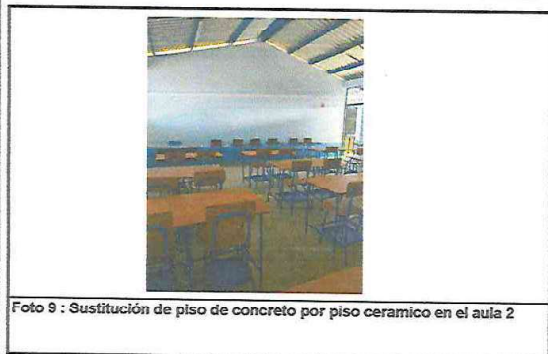 Foto 9 : Sustitución de piso de concreto por piso ceramico en el aula 2